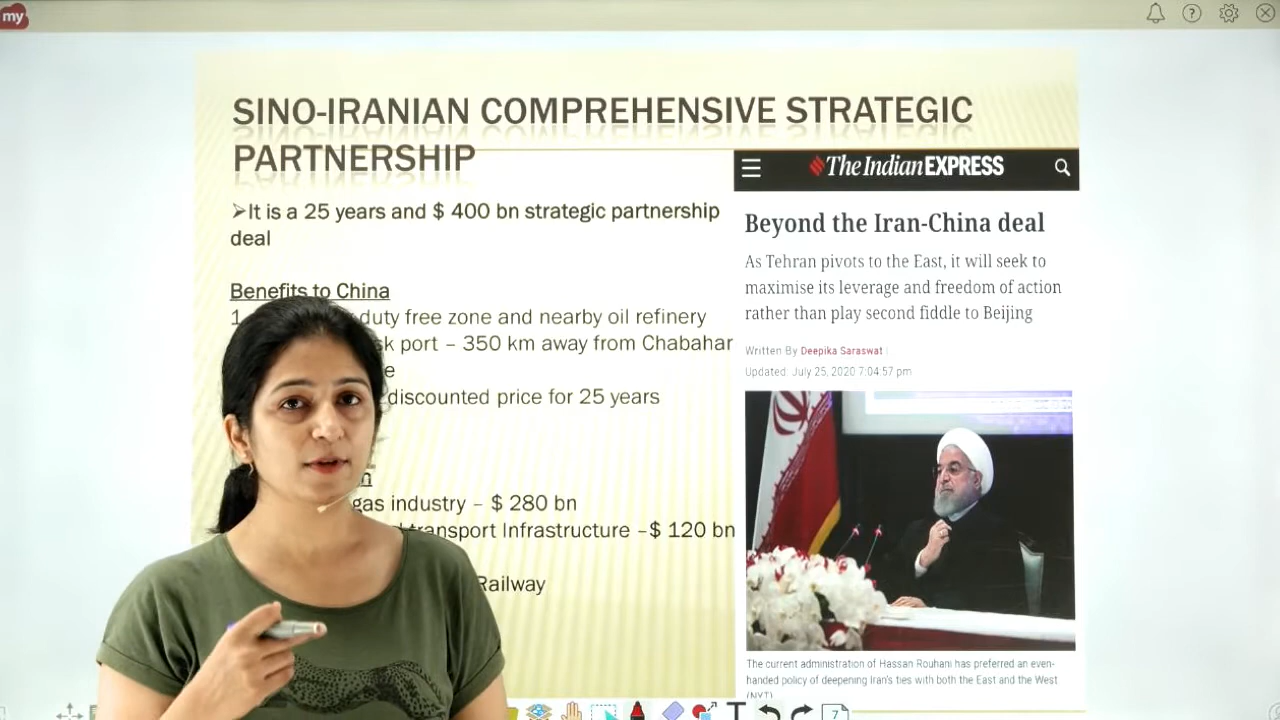 my
SINO-IRANIAN COMPREHENSIVE STRATEGIC
PARTNERSHIP
➢It is a 25 years and $ 400 bn strategic partnership
deal
Benefits to China
1 duty free zone and nearby oil refinery
sk port – 350 km away from Chabahar
e
discounted price for 25 years
n
gas industry – $ 280 bn
transport Infrastructure –$ 120 bn
Railway
The Indian EXPRESS
Beyond the Iran-China deal
As Tehran pivots to the East, it will seek to
maximise its leverage and freedom of action
rather than play second fiddle to Beijing
Written By Deepika Saraswat |
Updated: July 25, 2020 7:04:57 pm
The current administration of Hassan Rouhani has preferred an even-
handed policy of deepening Iran's ties with both the East and the West
(NYT)
T
7